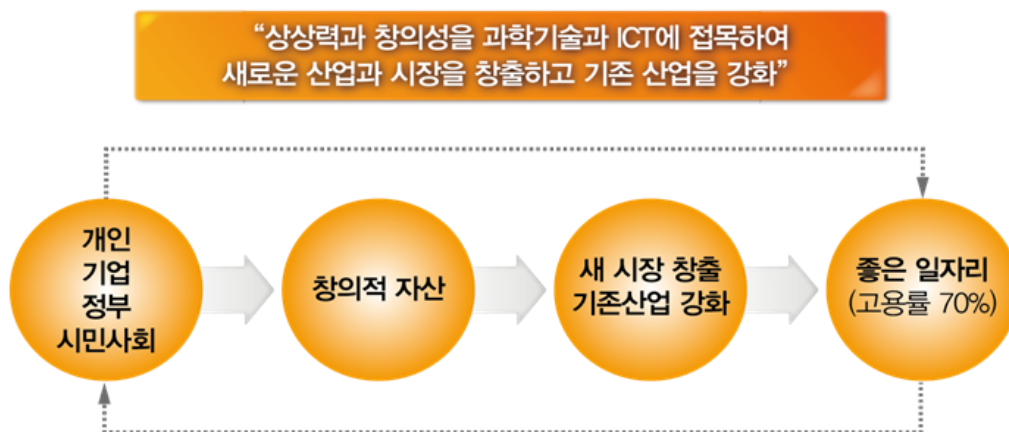 “상상력과 창의성을 과학기술과 ICT에 접목하여
새로운 산업과 시장을 창출하고 기존 산업을 강화”
개인
기업
정부
시민사회
창의적 자산
새 시장 창출
기존산업 강화
좋은 일자리
(고용률 70%)